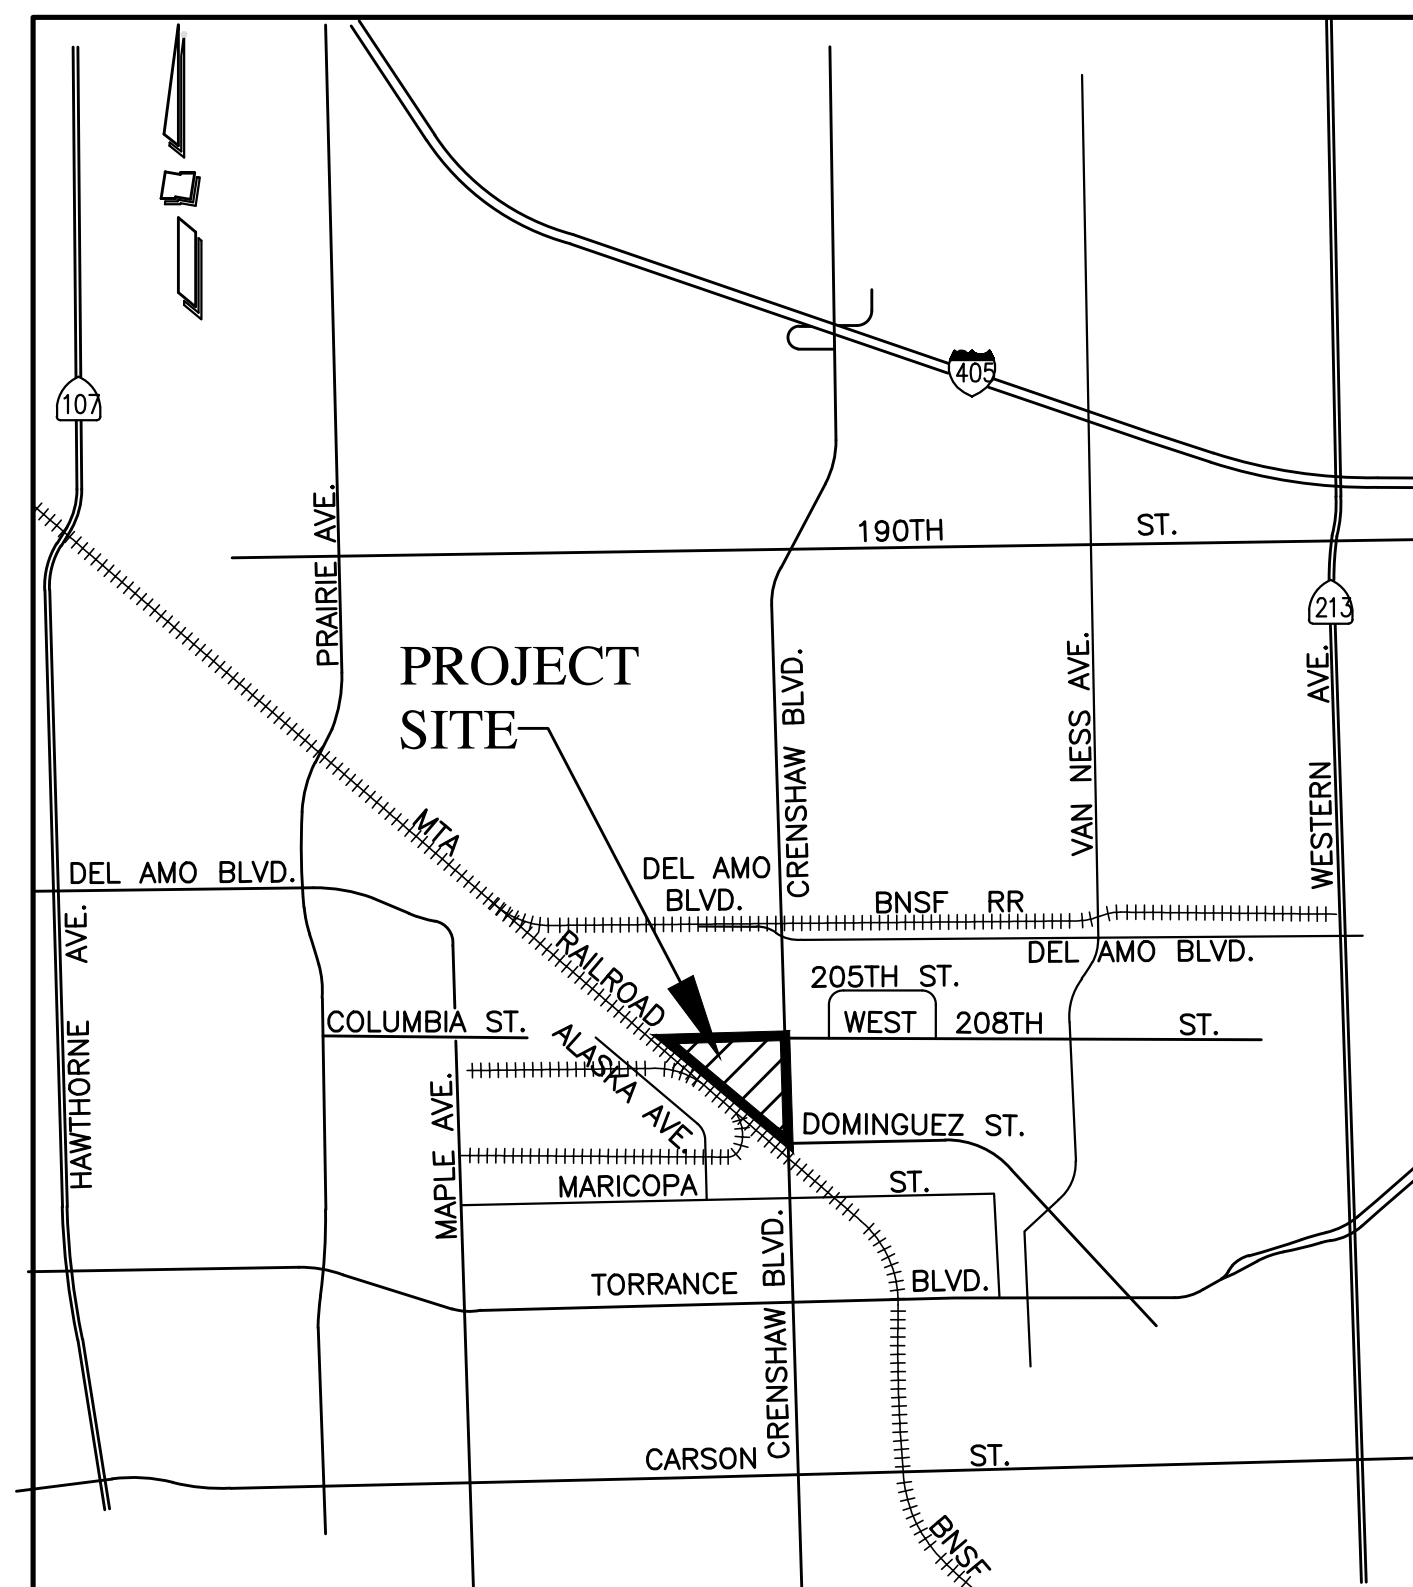 107
405
PRAIRIE AVE.
190TH ST.
213
PROJECT
SITE
CRENSHAW BLVD.
VAN NESS AVE.
WESTERN AVE.
MTA
RAILROAD
DEL AMO BLVD.
DEL AMO
BLVD.
BNSF RR
DEL AMO BLVD.
HAWTHORNE AVE.
205TH ST.
COLUMBIA ST.
WEST 208TH ST.
ALASKA AVE.
MAPLE AVE.
DOMINGUEZ ST.
MARICOPA ST.
TORRANCE BLVD.
CRENSHAW BLVD.
CARSON ST.
BNSF